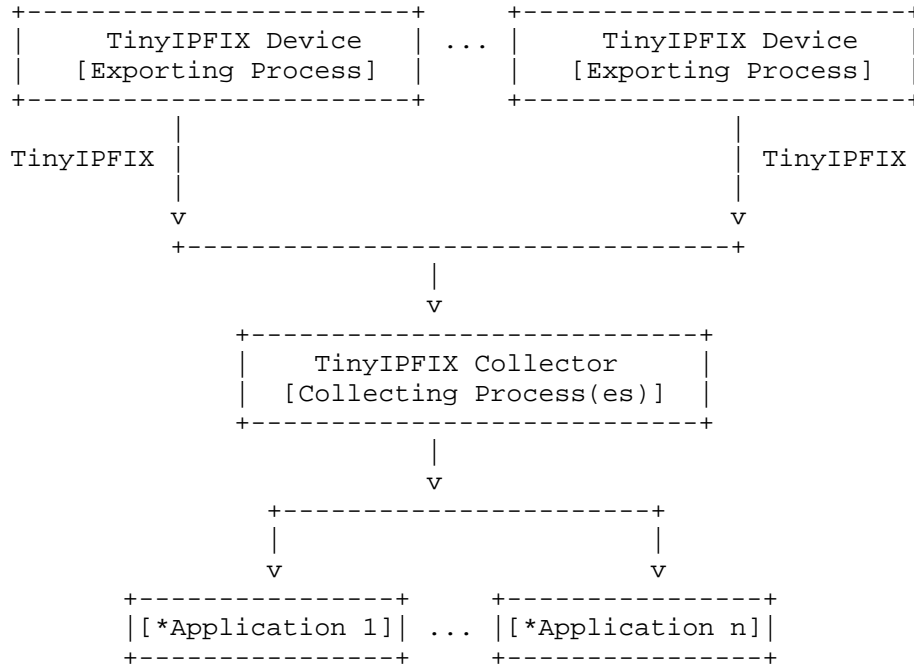 TinyIPFIX Device ... TinyIPFIX Device
[Exporting Process] [Exporting Process]
TinyIPFIX TinyIPFIX
TinyIPFIX Collector
[Collecting Process(es)]
[*Application 1] ... [*Application n]